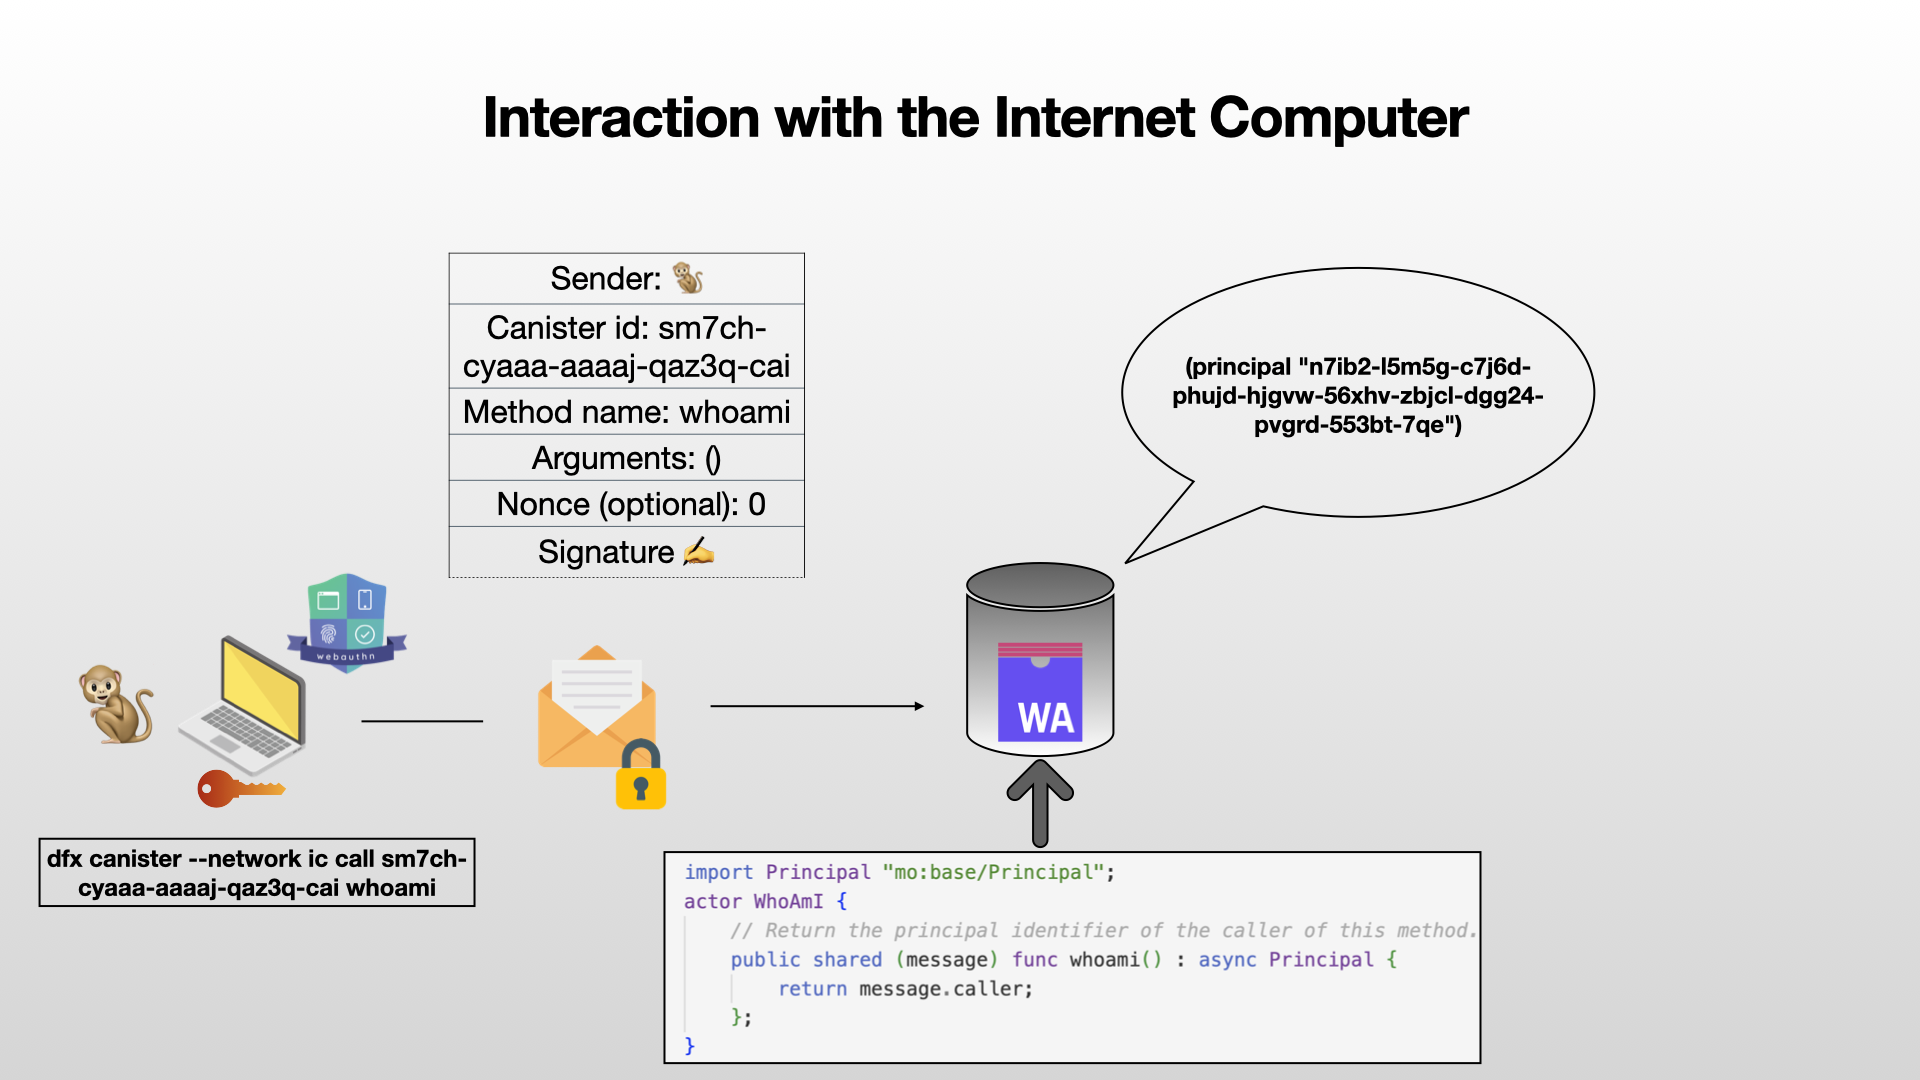 Interaction with the Internet Computer
Sender: 🐒
Canister id: sm7ch-
cyaaa-aaaaj-qaz3q-cai
Method name: whoami
Arguments: ()
Nonce (optional): 0
Signature ✍️
(principal "n7ib2-l5m5g-c7j6d-
phujd-hjgvw-56xhv-zbjcl-dgg24-
pvgrd-553bt-7qe")
webauthn
WA
dfx canister --network ic call sm7ch-
cyaaa-aaaaj-qaz3q-cai whoami
import Principal "mo:base/Principal";
actor WhoAmI {
    // Return the principal identifier of the caller of this method.
    public shared (message) func whoami() : async Principal {
        return message.caller;
    };
}